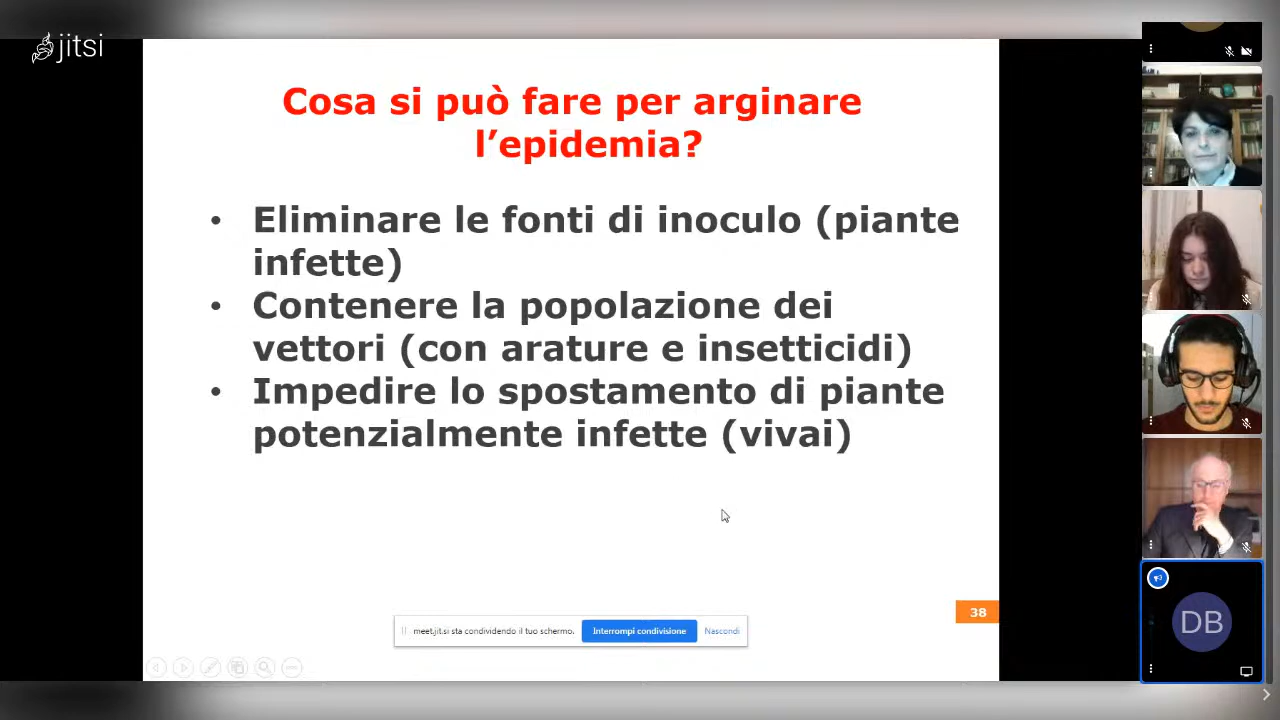 jitsi
Cosa si può fare per arginare
l’epidemia?
• Eliminare le fonti di inoculo (piante
infette)
• Contenere la popolazione dei
vettori (con arature e insetticidi)
• Impedire lo spostamento di piante
potenzialmente infette (vivai)
38
meet.jit.si sta condividendo il tuo schermo. Interrompi condivisione Nascondi
DB